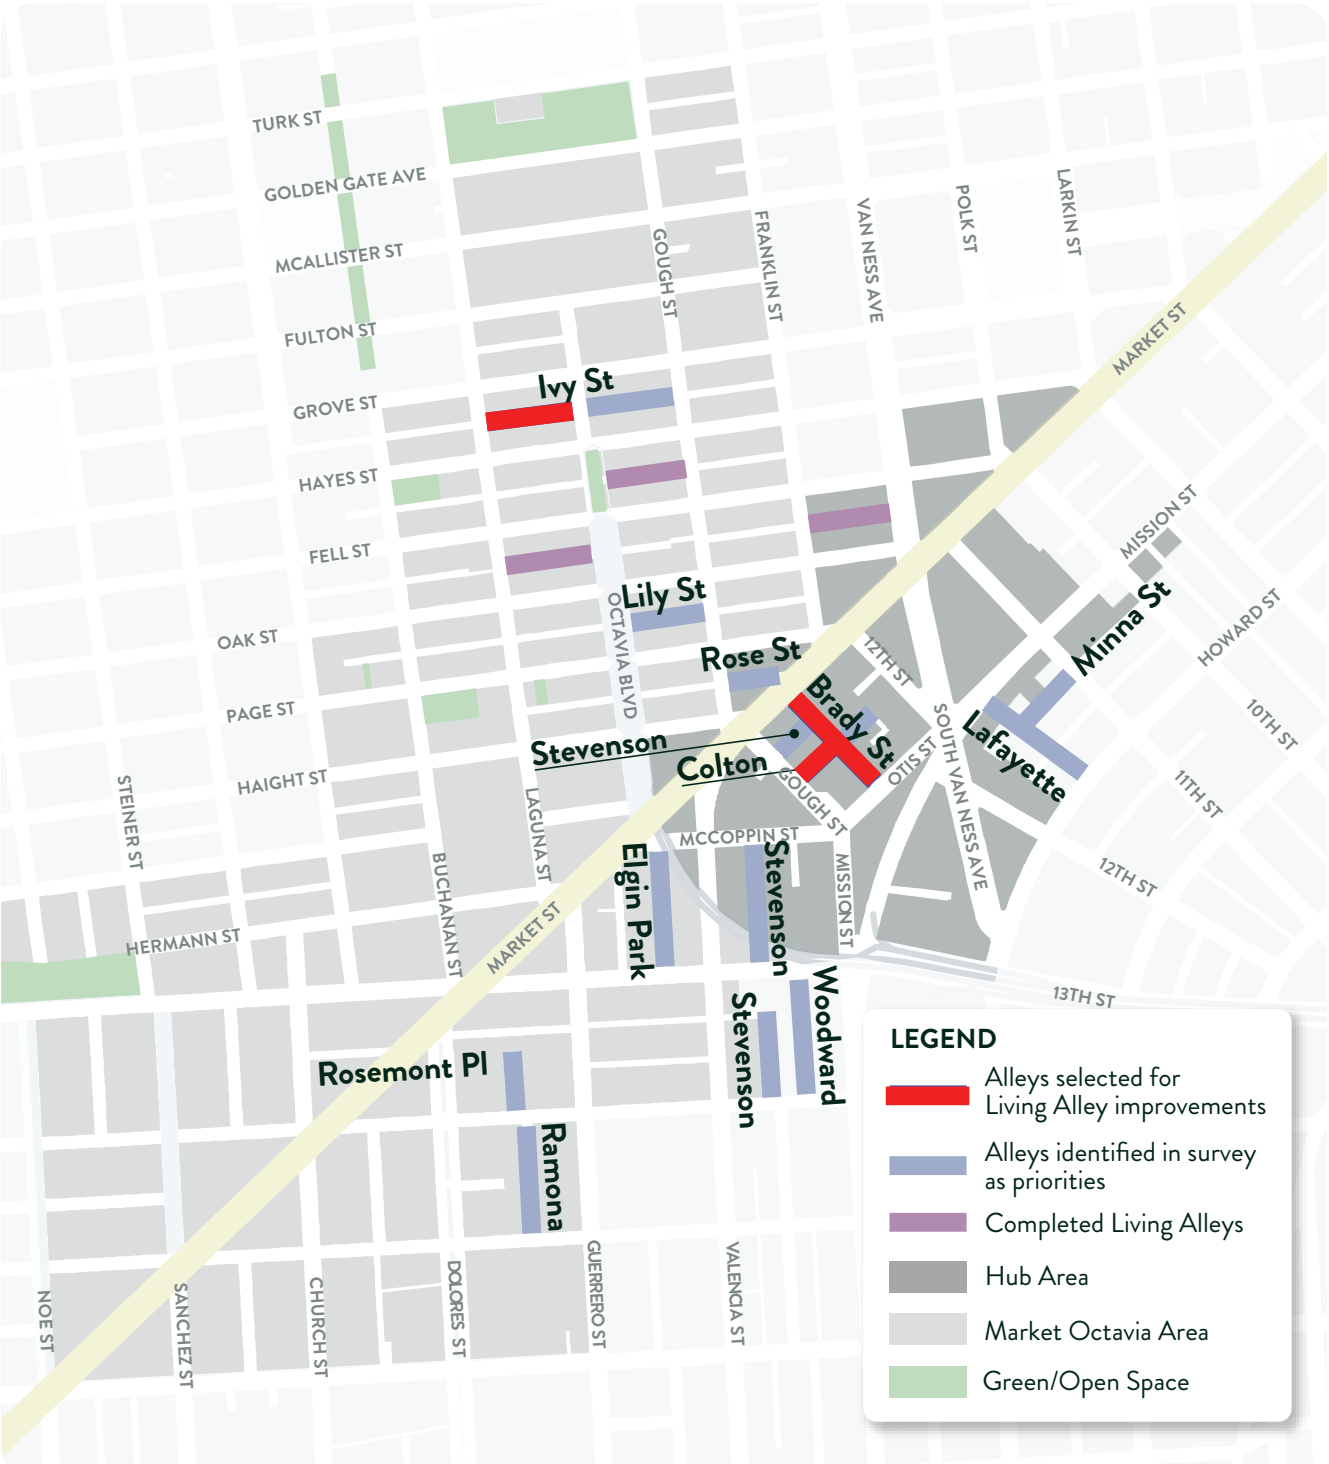 TURK ST
GOLDEN GATE AVE
MCALLISTER ST
FULTON ST
GROVE ST
HAYES ST
FELL ST
OAK ST
PAGE ST
HAIGHT ST
HERMANN ST
GOUGH ST
FRANKLIN ST
VAN NESS AVE
POLK ST
LARKIN ST
MARKET ST
Ivy St
Lily St
Rose St
OCTAVIA BLVD
Brady St
Stevenson
Colton
12TH ST
OTIS ST
GOUGH ST
MCCOPPIN ST
MISSION ST
SOUTH VAN NESS AVE
MISSION ST
Minna St
HOWARD ST
Lafayette
10TH ST
11TH ST
12TH ST
13TH ST
STEINER ST
BUCHANAN ST
LAGUNA ST
MARKET ST
Elgin Park
Stevenson
Stevenson
Woodward
Rosemont Pl
Ramona
NOE ST
SANCHEZ ST
CHURCH ST
DOLORES ST
GUERRERO ST
VALENCIA ST
LEGEND
Alleys selected for
Living Alley improvements
Alleys identified in survey
as priorities
Completed Living Alleys
Hub Area
Market Octavia Area
Green/Open Space